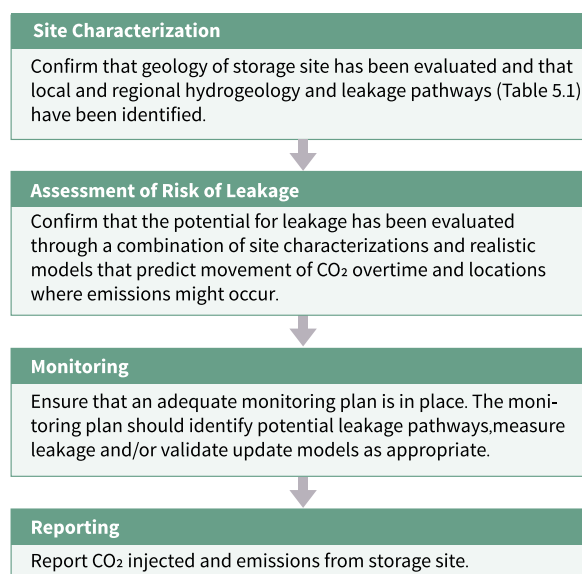 Site Characterization
Confirm that geology of storage site has been evaluated and that
local and regional hydrogeology and leakage pathways (Table 5.1)
have been identified.
Assessment of Risk of Leakage
Confirm that the potential for leakage has been evaluated
through a combination of site characterizations and realistic
models that predict movement of CO₂ overtime and locations
where emissions might occur.
Monitoring
Ensure that an adequate monitoring plan is in place. The moni-
toring plan should identify potential leakage pathways,measure
leakage and/or validate update models as appropriate.
Reporting
Report CO₂ injected and emissions from storage site.